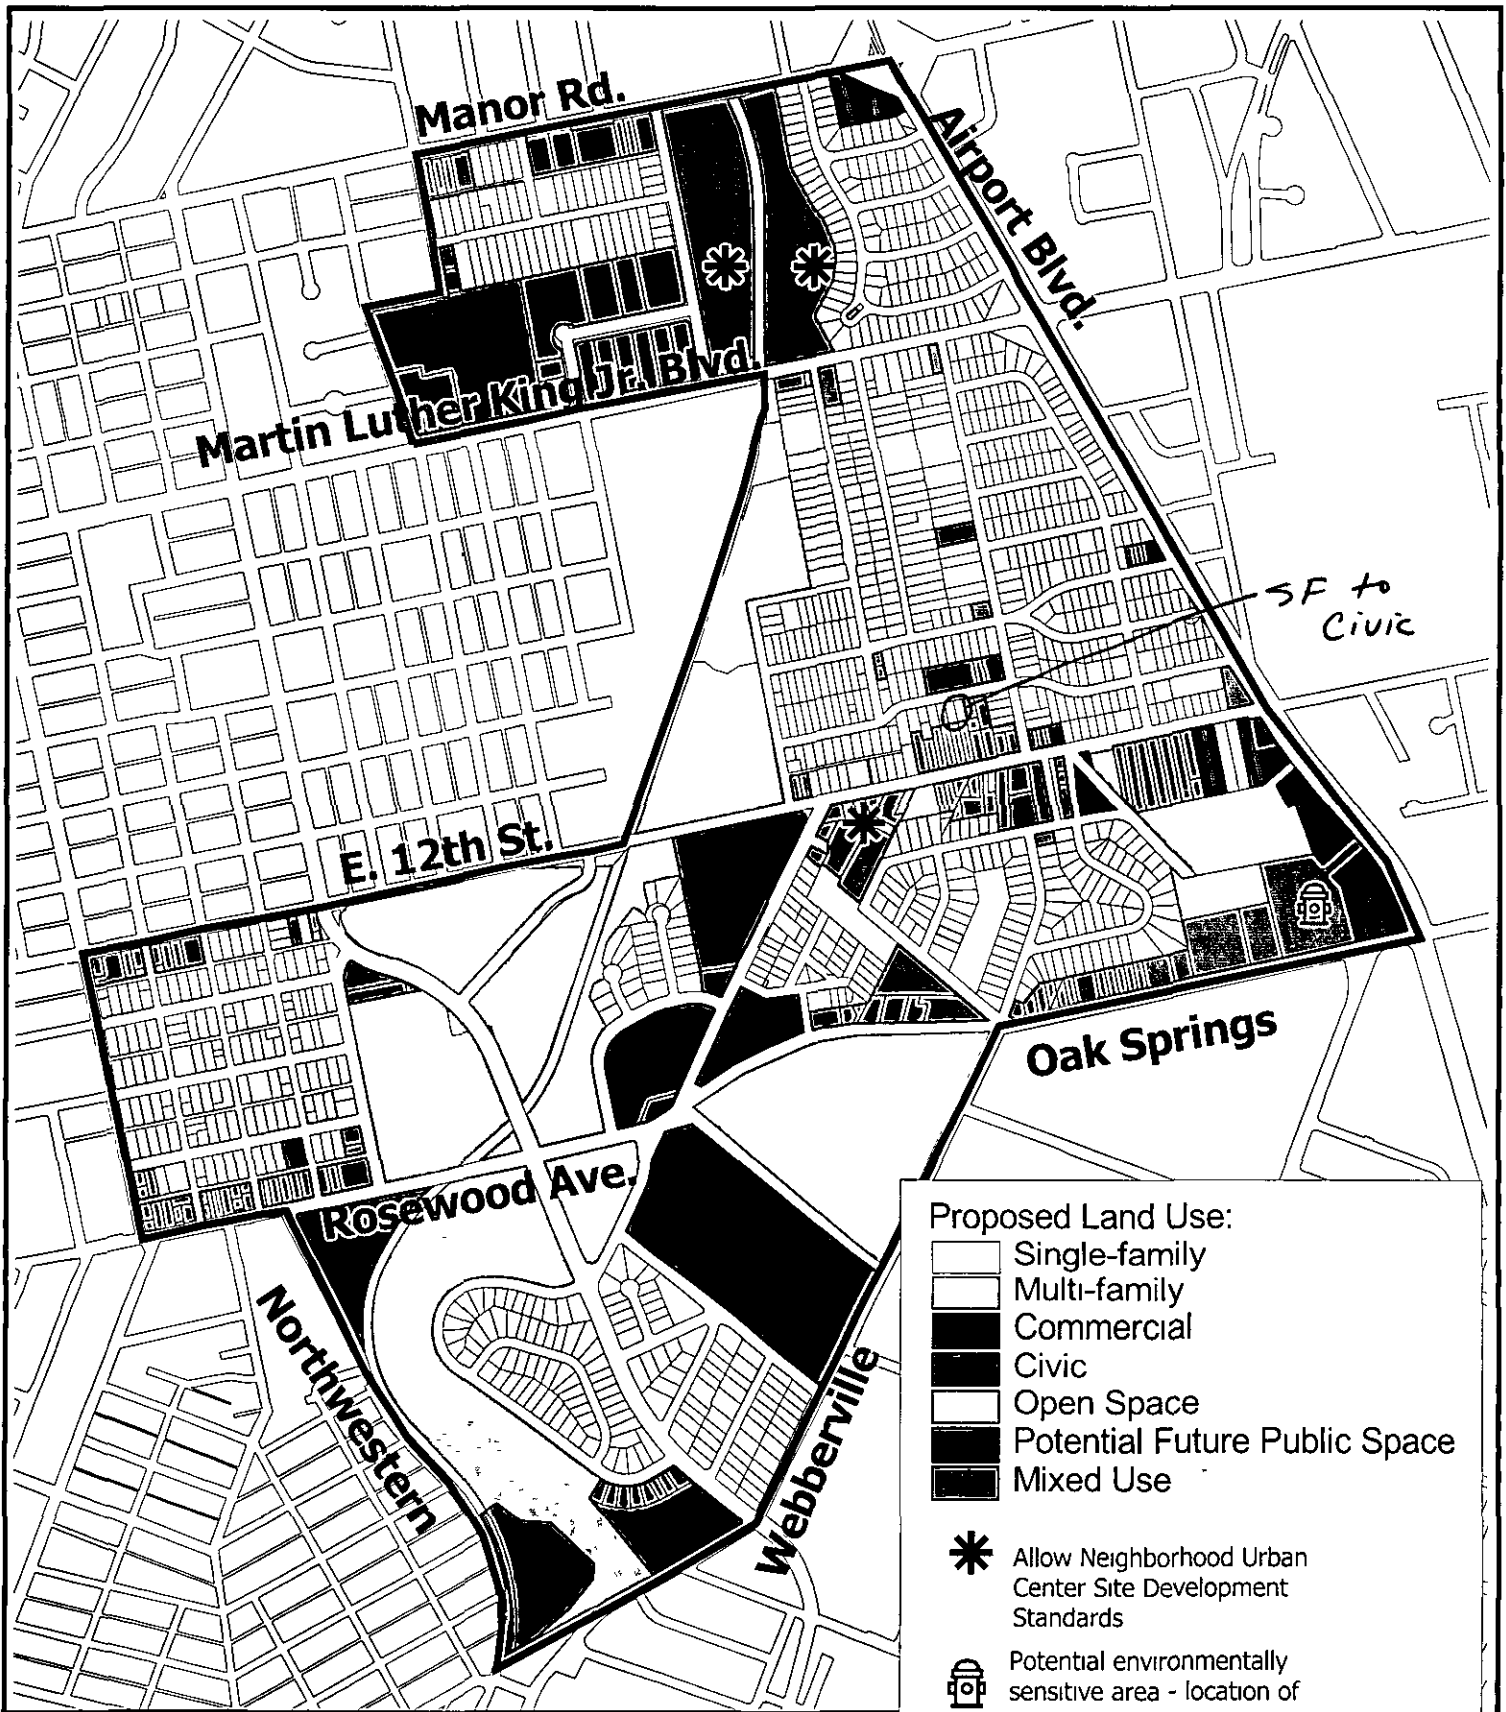 Manor Rd.
Airport Blvd.
Martin Luther King Jr. Blvd.
SF to
Civic
E. 12th St.
Oak Springs
Rosewood Ave.
Northwestern
Webberville
Proposed Land Use:
Single-family
Multi-family
Commercial
Civic
Open Space
Potential Future Public Space
Mixed Use
Allow Neighborhood Urban
Center Site Development
Standards
Potential environmentally
sensitive area - location of